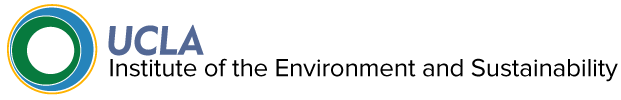 UCLA
Institute of the Environment and Sustainability